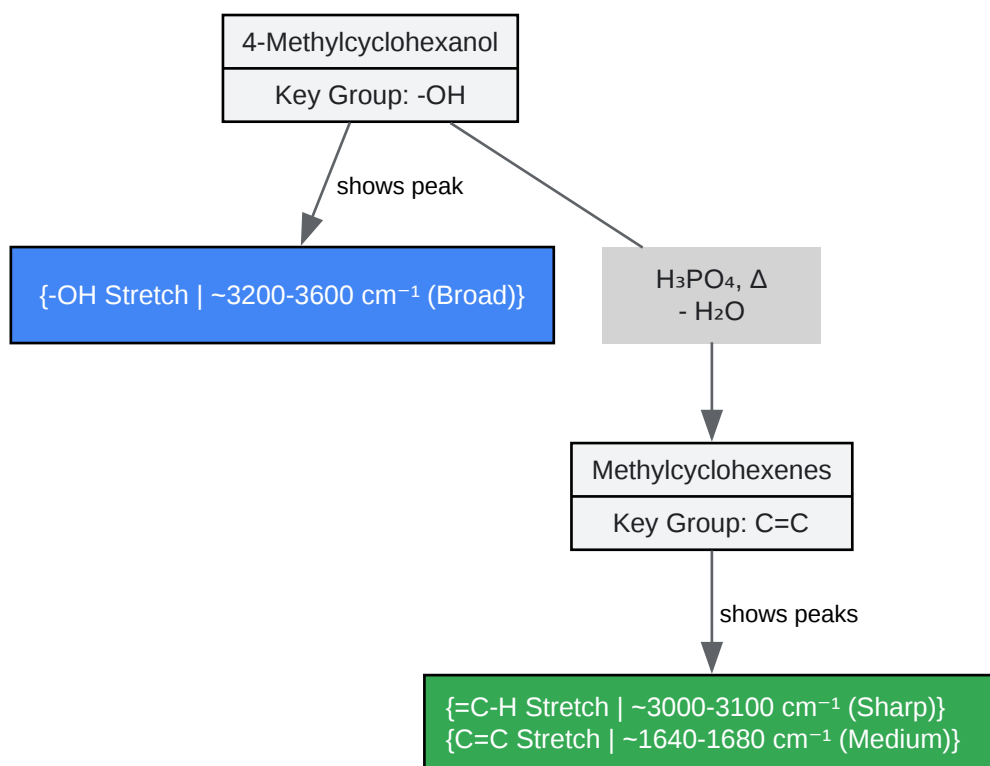 4-Methylcyclohexanol
Key Group: -OH
shows peak
{-OH Stretch | ~3200-3600 cm⁻¹ (Broad)}
H₃PO₄, Δ
- H₂O
Methylcyclohexenes
Key Group: C=C
shows peaks
{=C-H Stretch | ~3000-3100 cm⁻¹ (Sharp)}
{C=C Stretch | ~1640-1680 cm⁻¹ (Medium)}